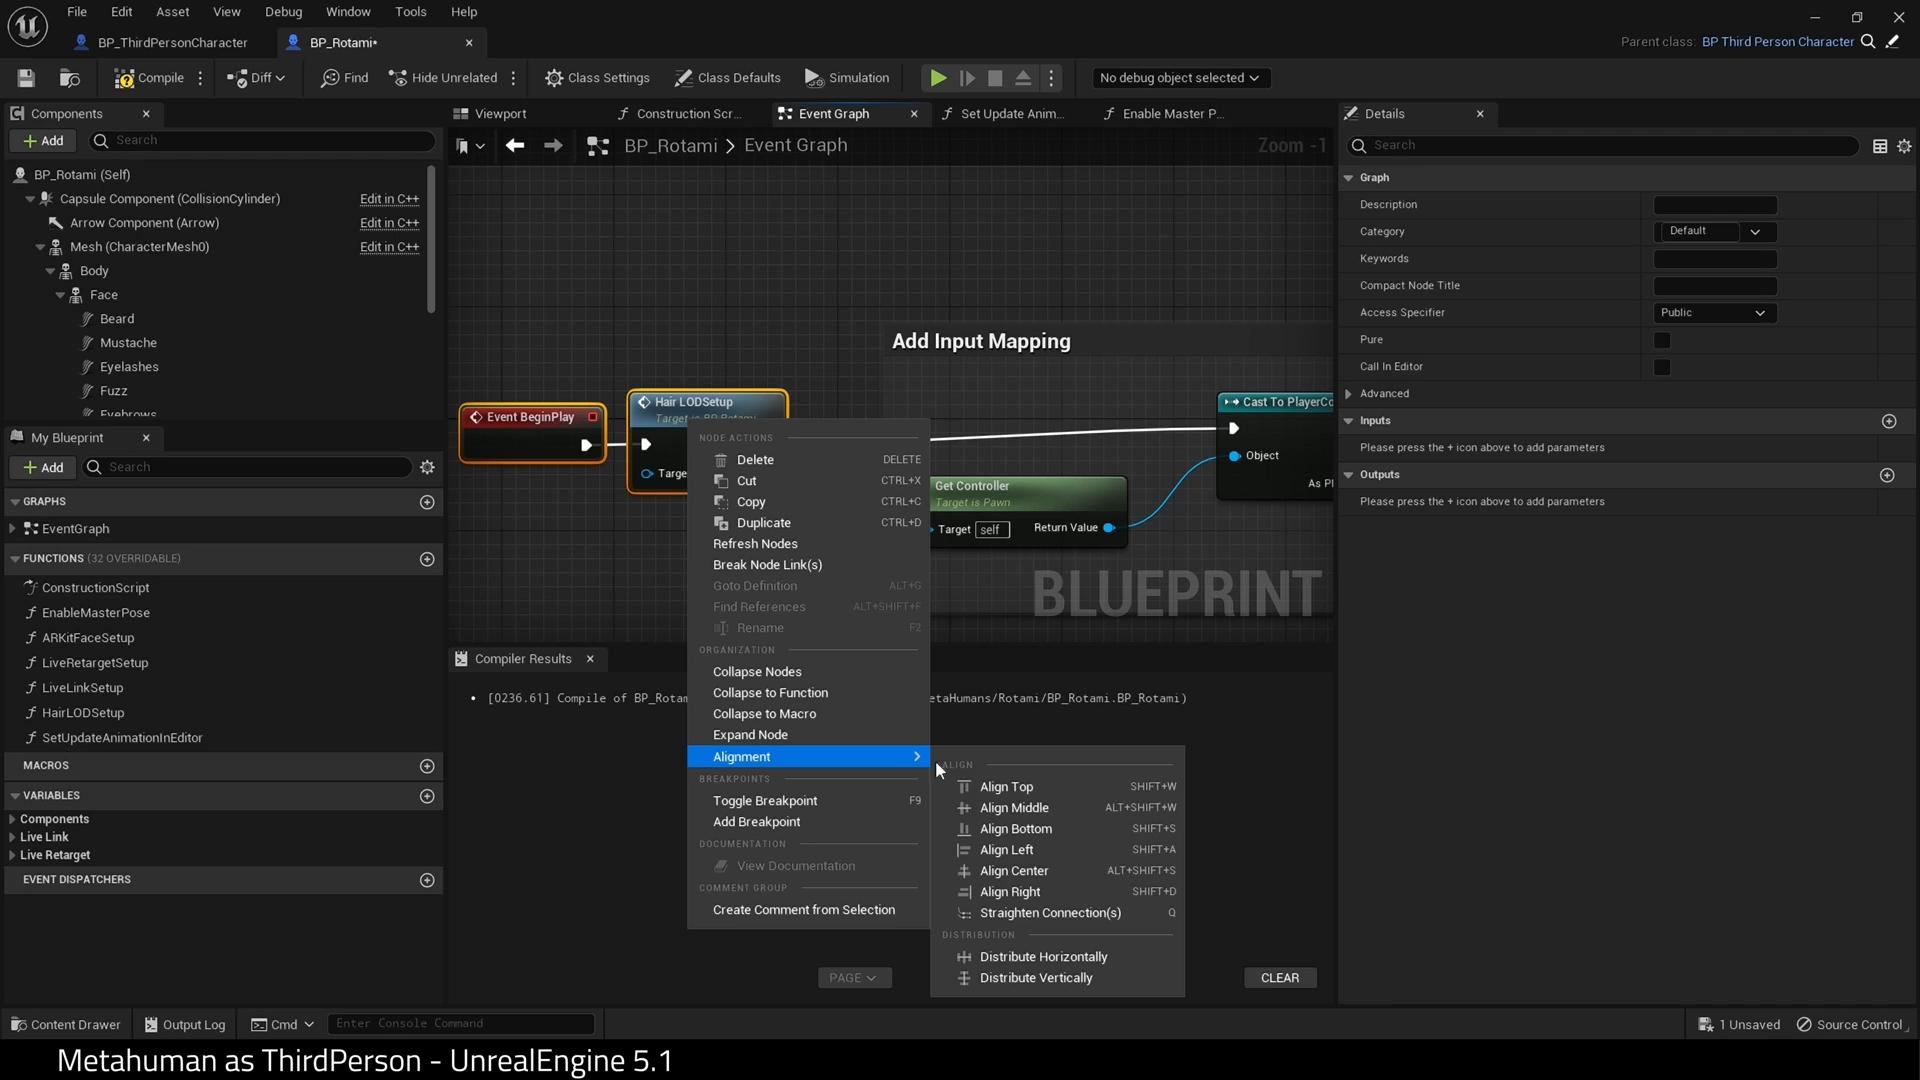 File Edit Asset View Debug Window Tools Help
BP_ThirdPersonCharacter BP_Rotami*
Parent class: BP Third Person Character
Compile Diff Find Hide Unrelated Class Settings Class Defaults Simulation No debug object selected
Components
Add Search
BP_Rotami (Self)
Capsule Component (CollisionCylinder) Edit in C++
Arrow Component (Arrow) Edit in C++
Mesh (CharacterMesh0) Edit in C++
Body
Face
Beard
Mustache
Eyelashes
Fuzz
Eyebrows
My Blueprint
Add Search
GRAPHS
EventGraph
FUNCTIONS (32 OVERRIDABLE)
ConstructionScript
EnableMasterPose
ARKitFaceSetup
LiveRetargetSetup
LiveLinkSetup
HairLODSetup
SetUpdateAnimationInEditor
MACROS
VARIABLES
Components
Live Link
Live Retarget
EVENT DISPATCHERS
Viewport Construction Scr... Event Graph Set Update Anim... Enable Master P...
BP_Rotami > Event Graph Zoom -1
Add Input Mapping
Event BeginPlay
Hair LODSetup
Target is BP Rotami
Targe
Cast To PlayerCo
Object
As Pl
Get Controller
Target is Pawn
Target self Return Value
BLUEPRINT
NODE ACTIONS
Delete DELETE
Cut CTRL+X
Copy CTRL+C
Duplicate CTRL+D
Refresh Nodes
Break Node Link(s)
Goto Definition ALT+G
Find References ALT+SHIFT+F
Rename F2
ORGANIZATION
Collapse Nodes
Collapse to Function
Collapse to Macro
Expand Node
Alignment
BREAKPOINTS
Toggle Breakpoint F9
Add Breakpoint
DOCUMENTATION
View Documentation
COMMENT GROUP
Create Comment from Selection
ALIGN
Align Top SHIFT+W
Align Middle ALT+SHIFT+W
Align Bottom SHIFT+S
Align Left SHIFT+A
Align Center ALT+SHIFT+S
Align Right SHIFT+D
Straighten Connection(s) Q
DISTRIBUTION
Distribute Horizontally
Distribute Vertically
Compiler Results
[0236.61] Compile of BP_Rotam etaHumans/Rotami/BP_Rotami.BP_Rotami)
PAGE CLEAR
Details
Search
Graph
Description
Category Default
Keywords
Compact Node Title
Access Specifier Public
Pure
Call In Editor
Advanced
Inputs
Please press the + icon above to add parameters
Outputs
Please press the + icon above to add parameters
Content Drawer Output Log Cmd Enter Console Command 1 Unsaved Source Control
Metahuman as ThirdPerson - UnrealEngine 5.1